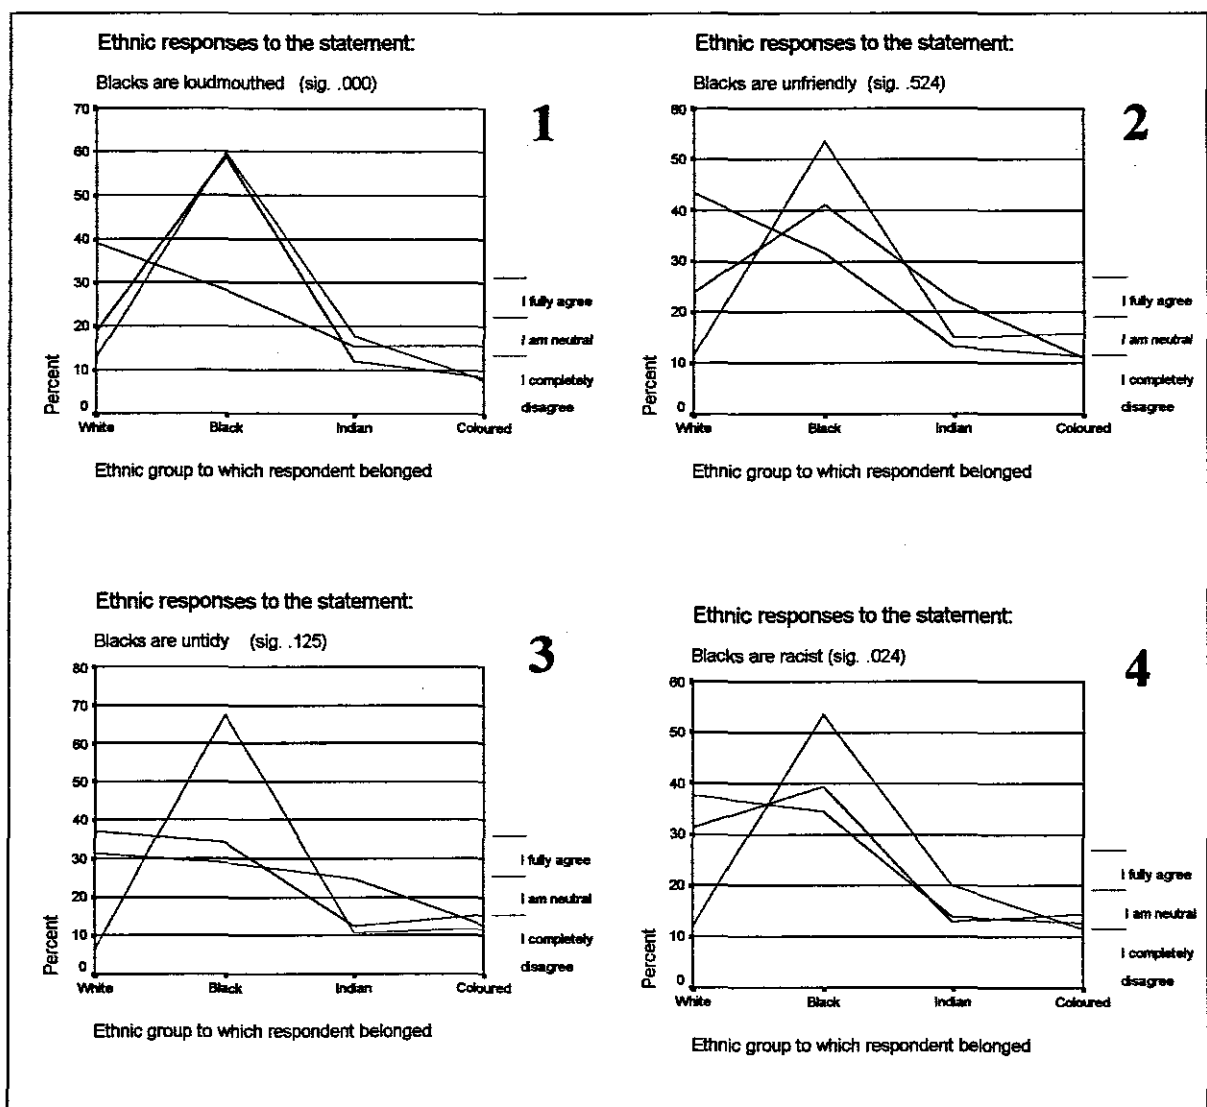 Ethnic responses to the statement:
Blacks are loudmouthed (sig. .000)
1
70
60
50
40
30
20
10
0
Percent
White
Black
Indian
Coloured
I fully agree
I am neutral
I completely
disagree
Ethnic group to which respondent belonged
Ethnic responses to the statement:
Blacks are unfriendly (sig. .524)
2
60
50
40
30
20
10
0
Percent
White
Black
Indian
Coloured
I fully agree
I am neutral
I completely
disagree
Ethnic group to which respondent belonged
Ethnic responses to the statement:
Blacks are untidy (sig. .125)
3
80
70
60
50
40
30
20
10
0
Percent
White
Black
Indian
Coloured
I fully agree
I am neutral
I completely
disagree
Ethnic group to which respondent belonged
Ethnic responses to the statement:
Blacks are racist (sig. .024)
4
60
50
40
30
20
10
0
Percent
White
Black
Indian
Coloured
I fully agree
I am neutral
I completely
disagree
Ethnic group to which respondent belonged